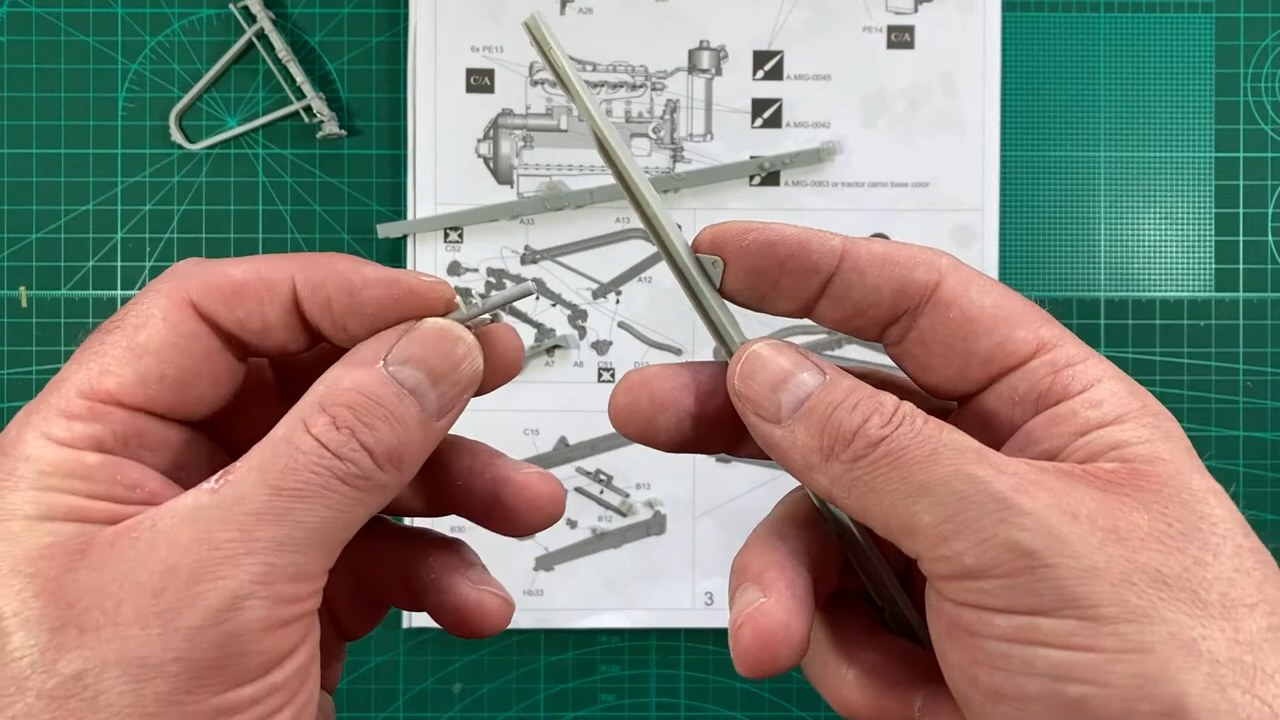 A26
6x PE13
C/A
PE14
C/A
A.MIG-0045
A.MIG-0042
A.MIG-0063 or tractor camo base color
A33
A13
C52
A12
A7
A8
C51
C15
B13
B12
B30
Hb33
3